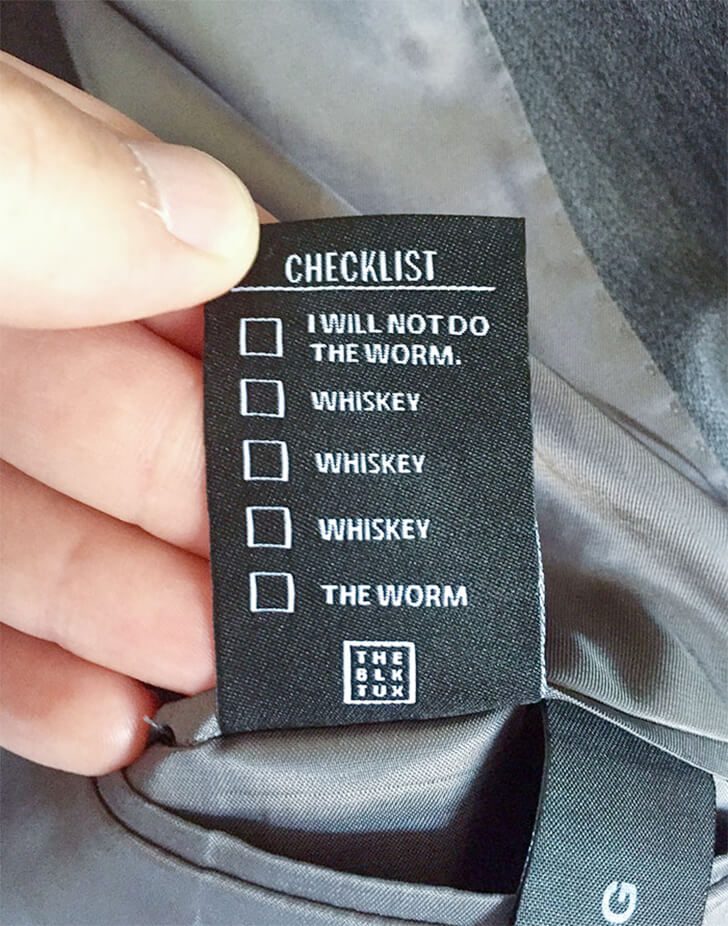 CHECKLIST
I WILL NOT DO
THE WORM.
WHISKEY
WHISKEY
WHISKEY
THE WORM
THE
BLK
TUX
G